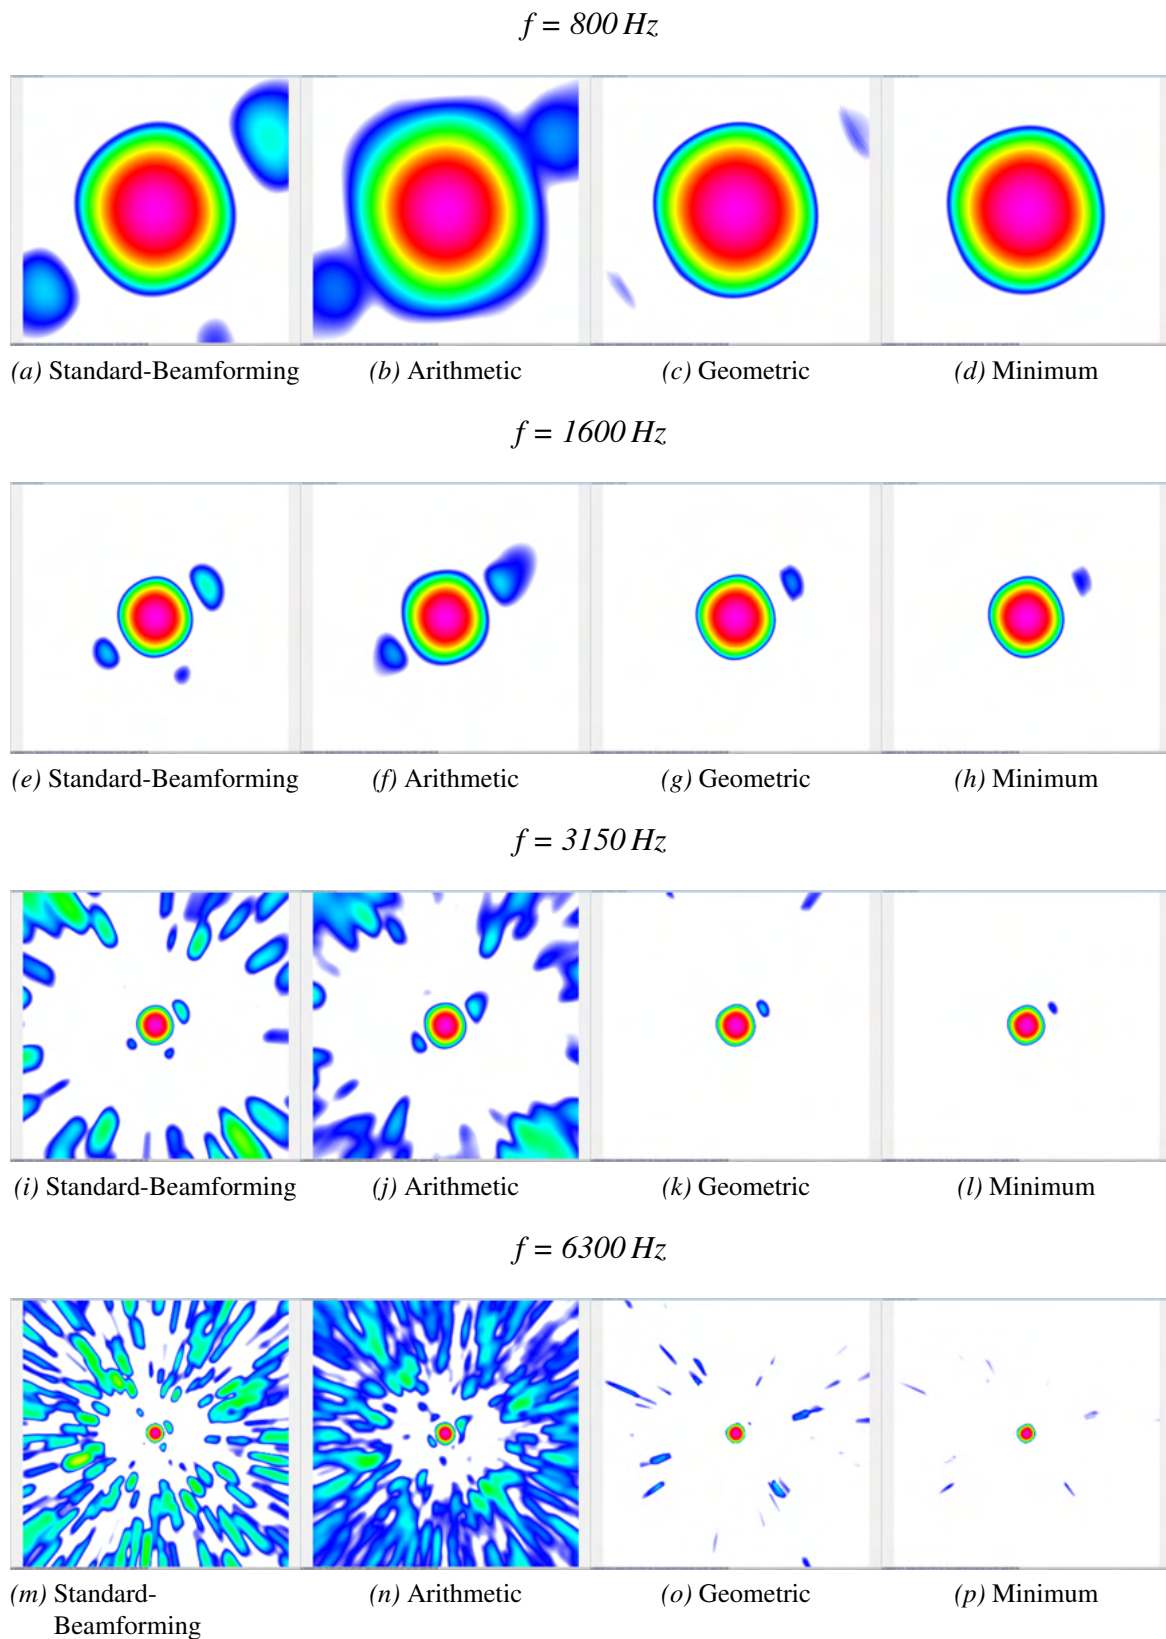 f = 800 Hz
(a) Standard-Beamforming (b) Arithmetic (c) Geometric (d) Minimum
f = 1600 Hz
(e) Standard-Beamforming (f) Arithmetic (g) Geometric (h) Minimum
f = 3150 Hz
(i) Standard-Beamforming (j) Arithmetic (k) Geometric (l) Minimum
f = 6300 Hz
(m) Standard- (n) Arithmetic (o) Geometric (p) Minimum
Beamforming